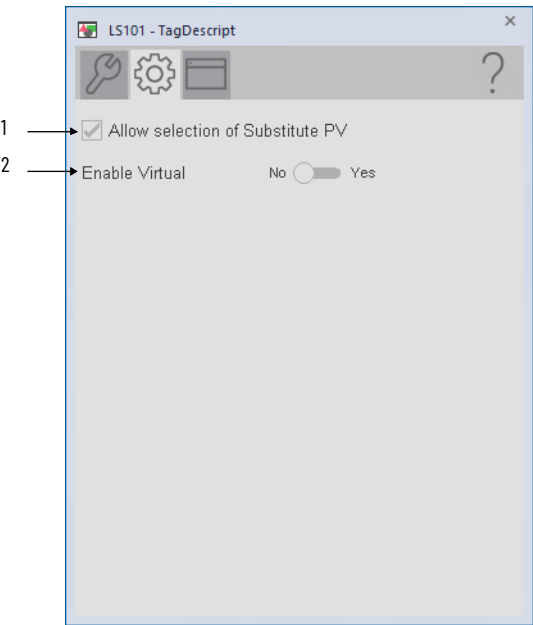 LS101 - TagDescript
?
1 Allow selection of Substitute PV
2 Enable Virtual No Yes